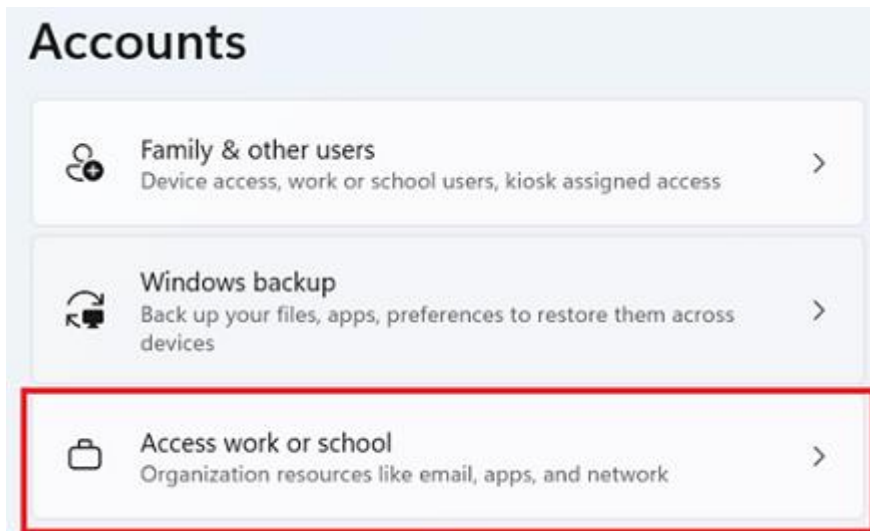 Accounts
Family & other users
Device access, work or school users, kiosk assigned access
Windows backup
Back up your files, apps, preferences to restore them across
devices
Access work or school
Organization resources like email, apps, and network